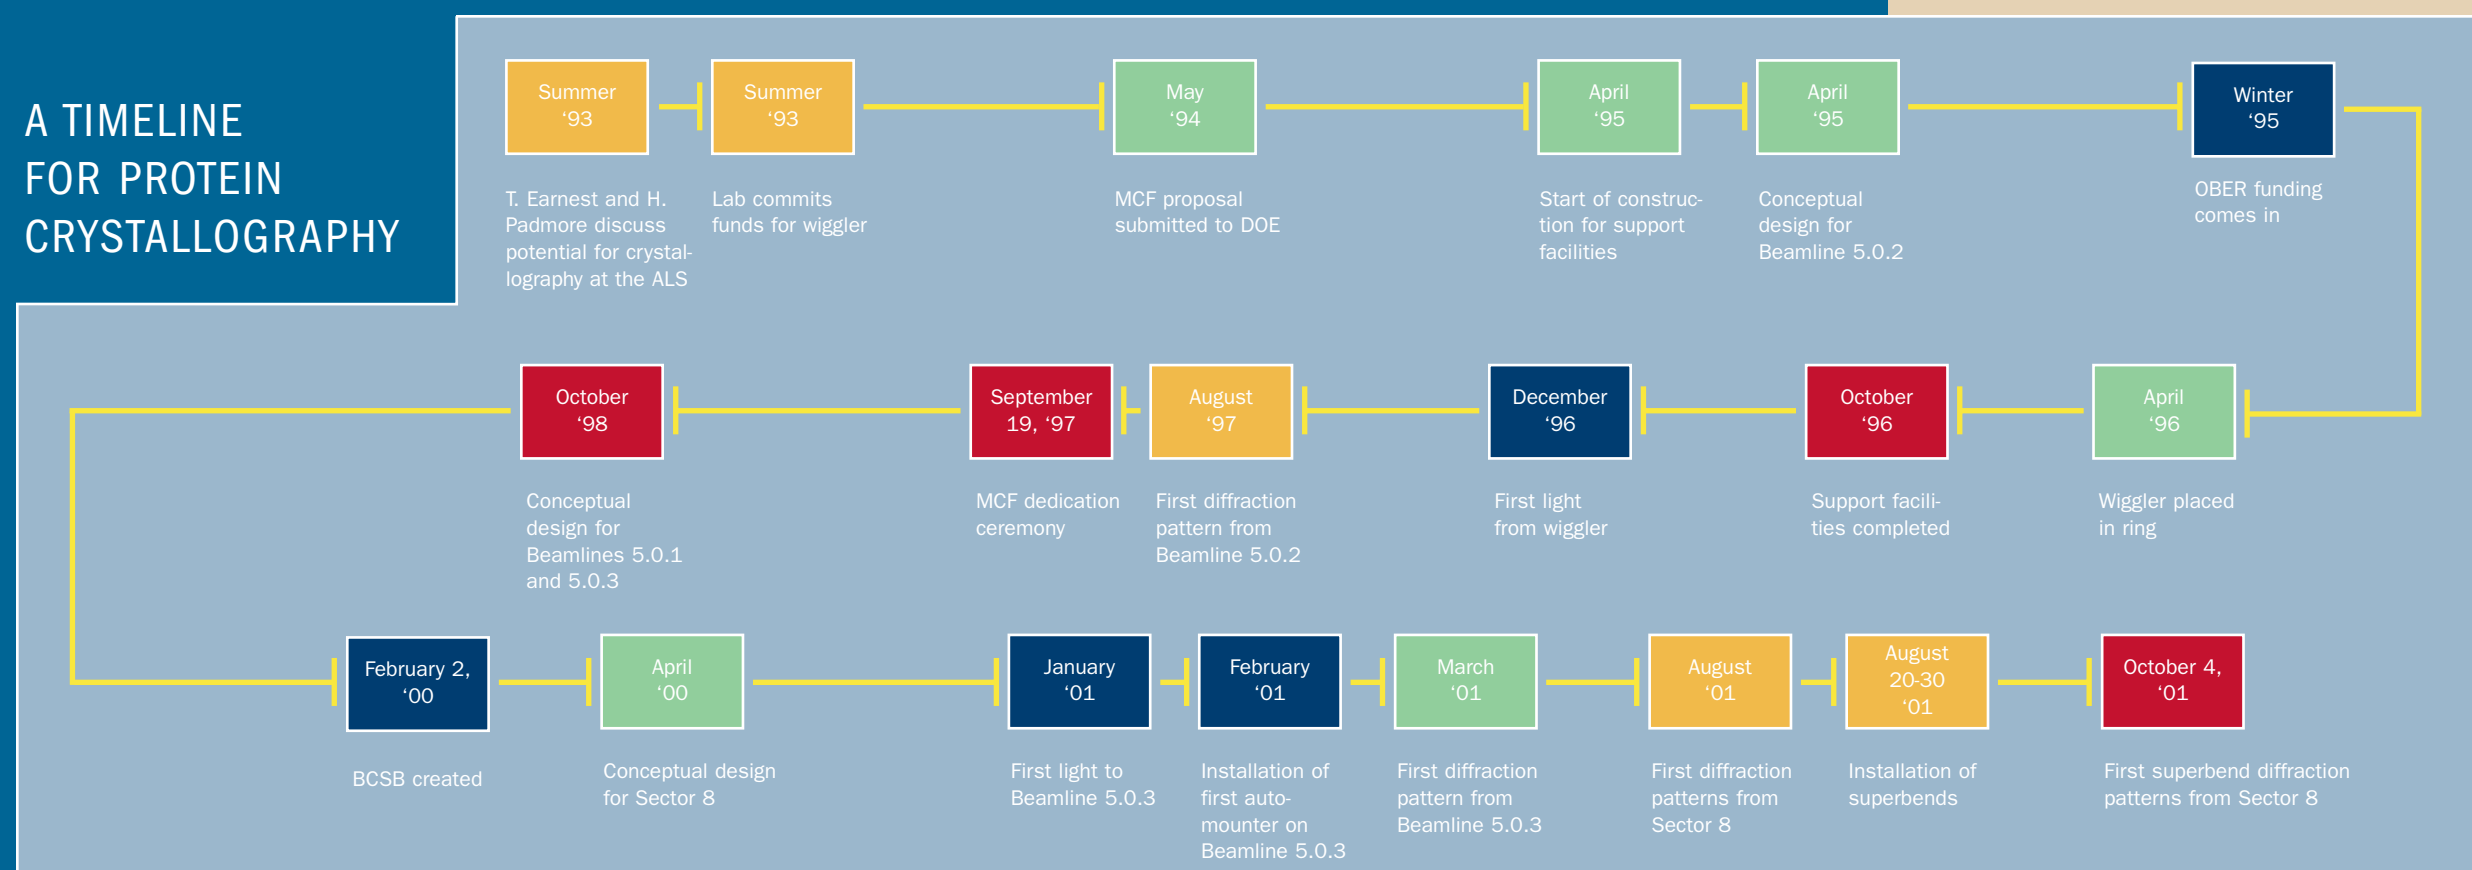 A TIMELINE
FOR PROTEIN
CRYSTALLOGRAPHY
Summer
‘93
T. Earnest and H.
Padmore discuss
potential for crystal-
lography at the ALS
Summer
‘93
Lab commits
funds for wiggler
May
‘94
MCF proposal
submitted to DOE
April
‘95
Start of construc-
tion for support
facilities
April
‘95
Conceptual
design for
Beamline 5.0.2
Winter
‘95
OBER funding
comes in
April
‘96
Wiggler placed
in ring
October
‘96
Support facili-
ties completed
December
‘96
First light
from wiggler
August
‘97
First diffraction
pattern from
Beamline 5.0.2
September
19, ‘97
MCF dedication
ceremony
October
‘98
Conceptual
design for
Beamlines 5.0.1
and 5.0.3
February 2,
‘00
BCSB created
April
‘00
Conceptual design
for Sector 8
January
‘01
First light to
Beamline 5.0.3
February
‘01
Installation of
first auto-
mounter on
Beamline 5.0.3
March
‘01
First diffraction
pattern from
Beamline 5.0.3
August
‘01
First diffraction
patterns from
Sector 8
August
20-30
‘01
Installation of
superbends
October 4,
‘01
First superbend diffraction
patterns from Sector 8